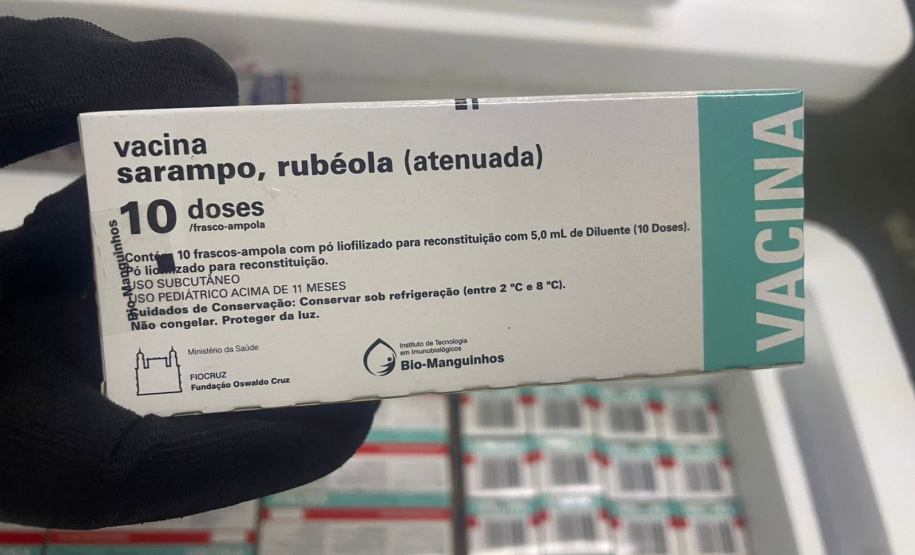 vacina
sarampo, rubéola (atenuada)
10 doses
/frasco-ampola
10 frascos-ampola com pó liofilizado para reconstituição com 5,0 mL de Diluente (10 Doses).
para reconstituição.
USO SUBCUTÂNEO
USO PEDIÁTRICO ACIMA DE 11 MESES
Cuidados de Conservação: Conservar sob refrigeração (entre 2 °C e 8 °C).
Não congelar. Proteger da luz.
Ministério da Saúde
FIOCRUZ
Fundação Oswaldo Cruz
Instituto de Tecnologia
em Imunobiológicos
Bio-Manguinhos
Bio-Manguinhos
VACINA